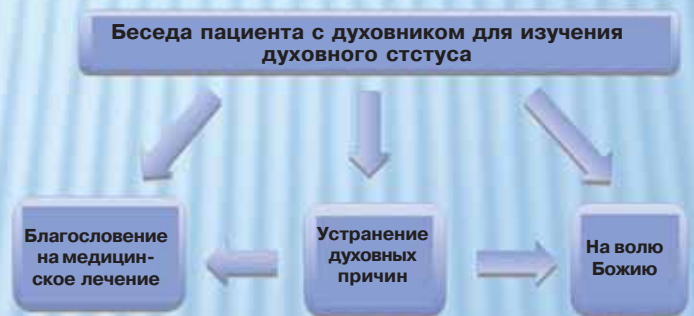 Беседа пациента с духовником для изучения
духовного стстуса
Благословение
на медицин-
ское лечение
Устранение
духовных
причин
На волю
Божию